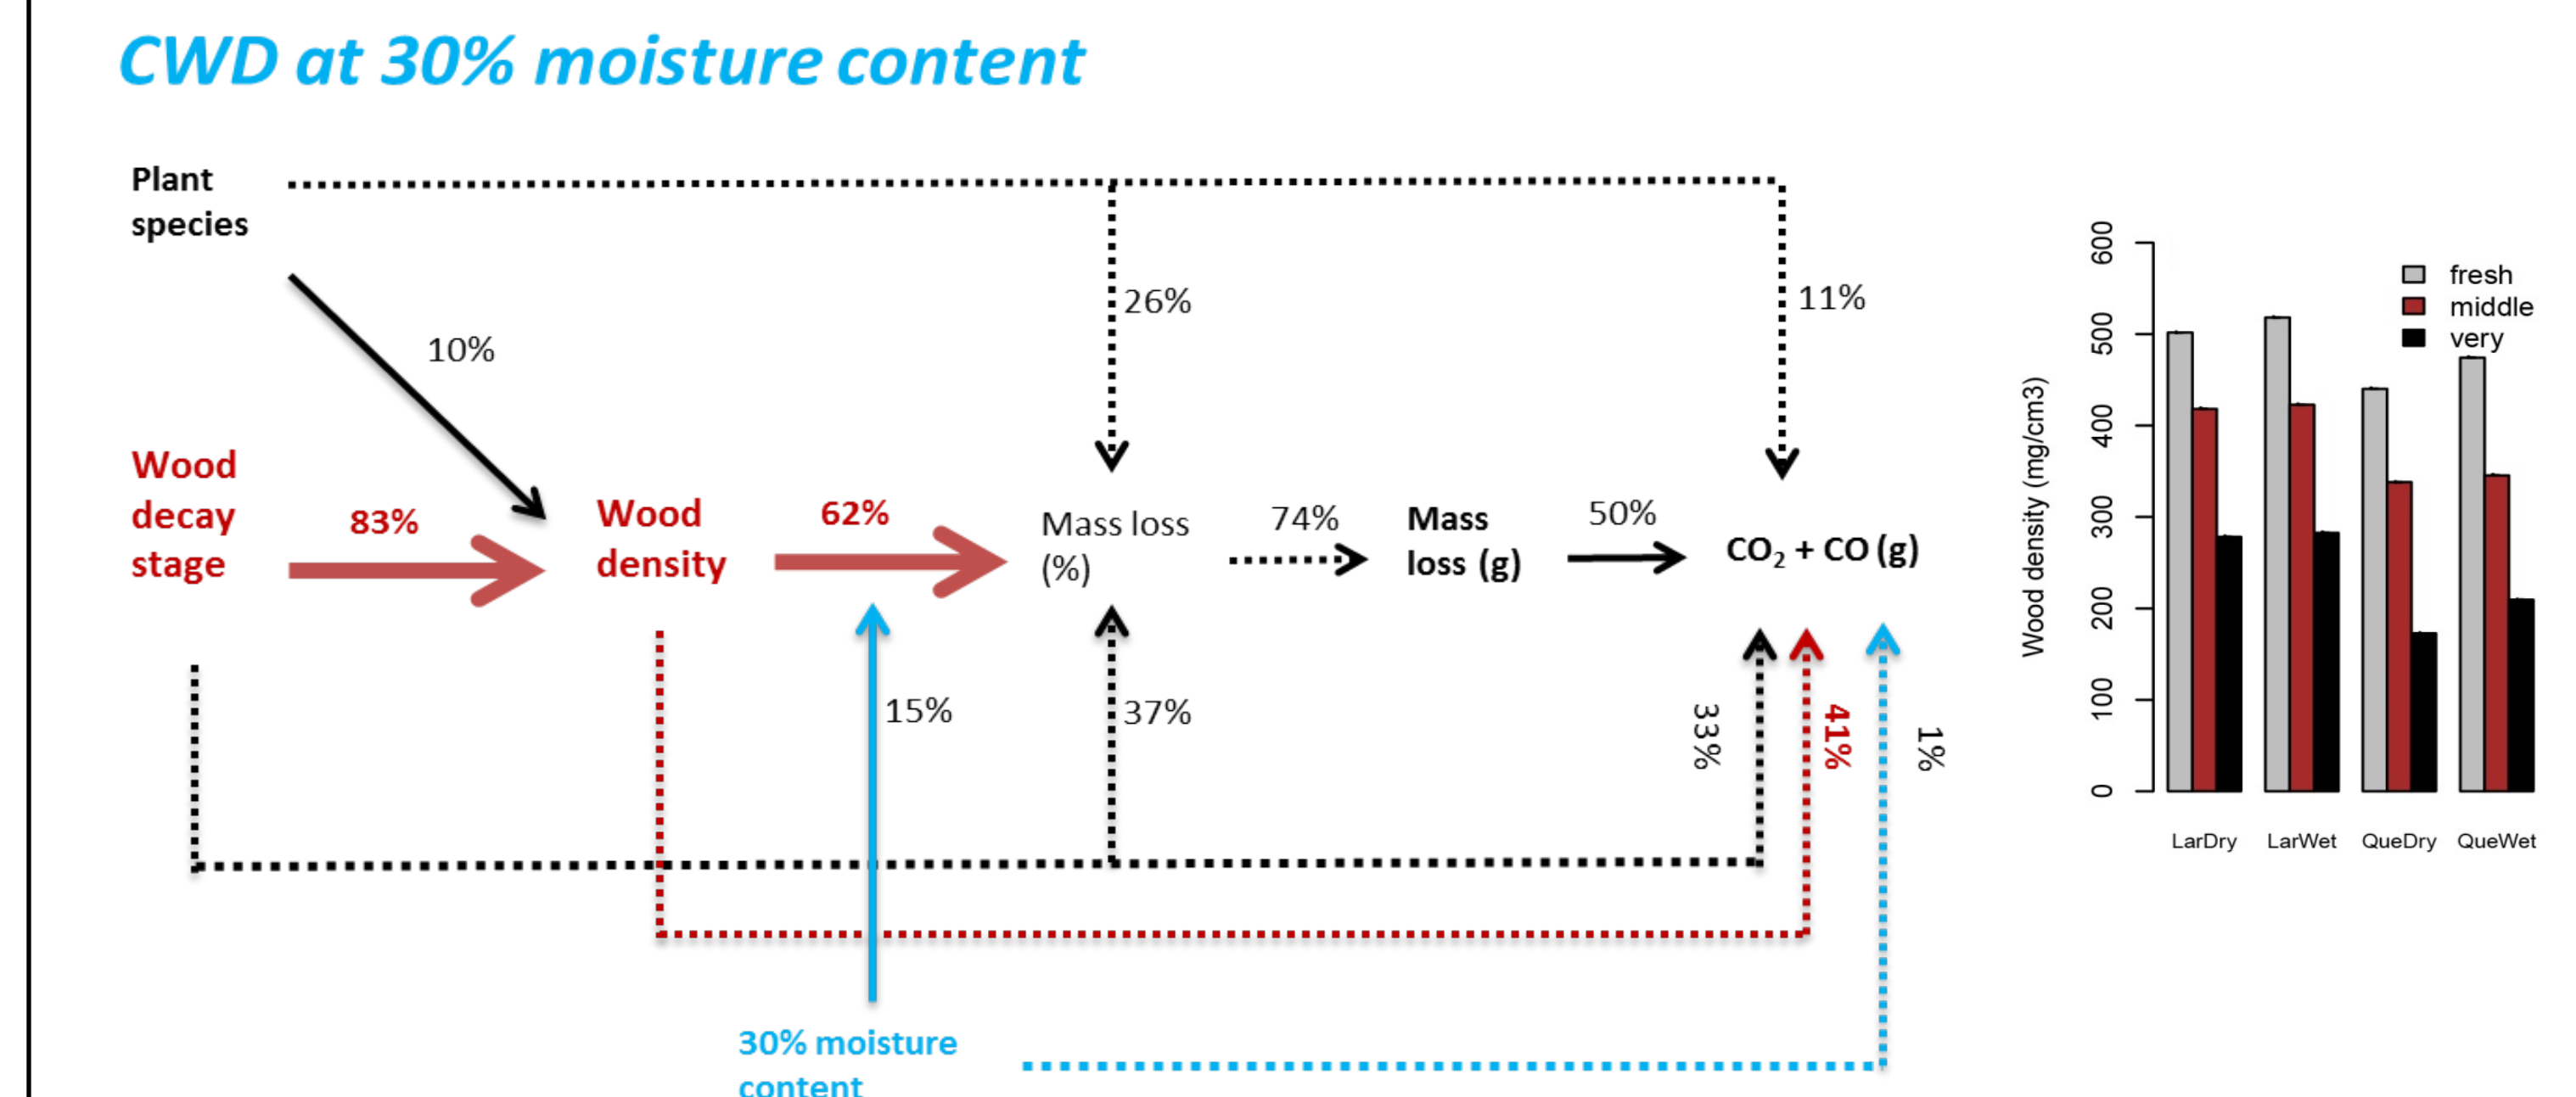 CWD at 30% moisture content
Plant
species
26%
11%
10%
Wood
decay
stage
83%
Wood
density
62%
Mass loss
(%)
74%
Mass
loss (g)
50%
CO₂ + CO (g)
15%
37%
33%
41%
1%
30% moisture
content
Wood density (mg/cm3)
600
500
400
300
200
100
0
fresh
middle
very
LarDry LarWet QueDry QueWet